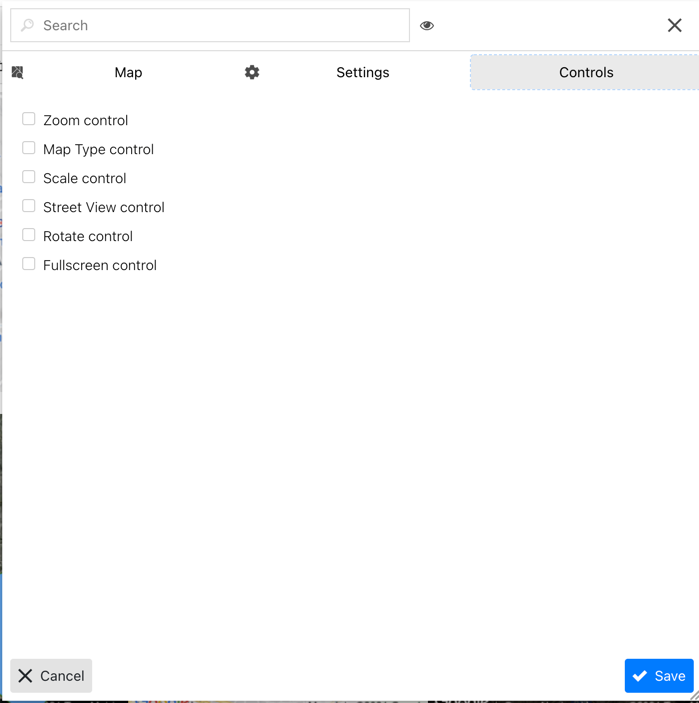 Search
Map
Settings
Controls
Zoom control
Map Type control
Scale control
Street View control
Rotate control
Fullscreen control
Cancel
Save